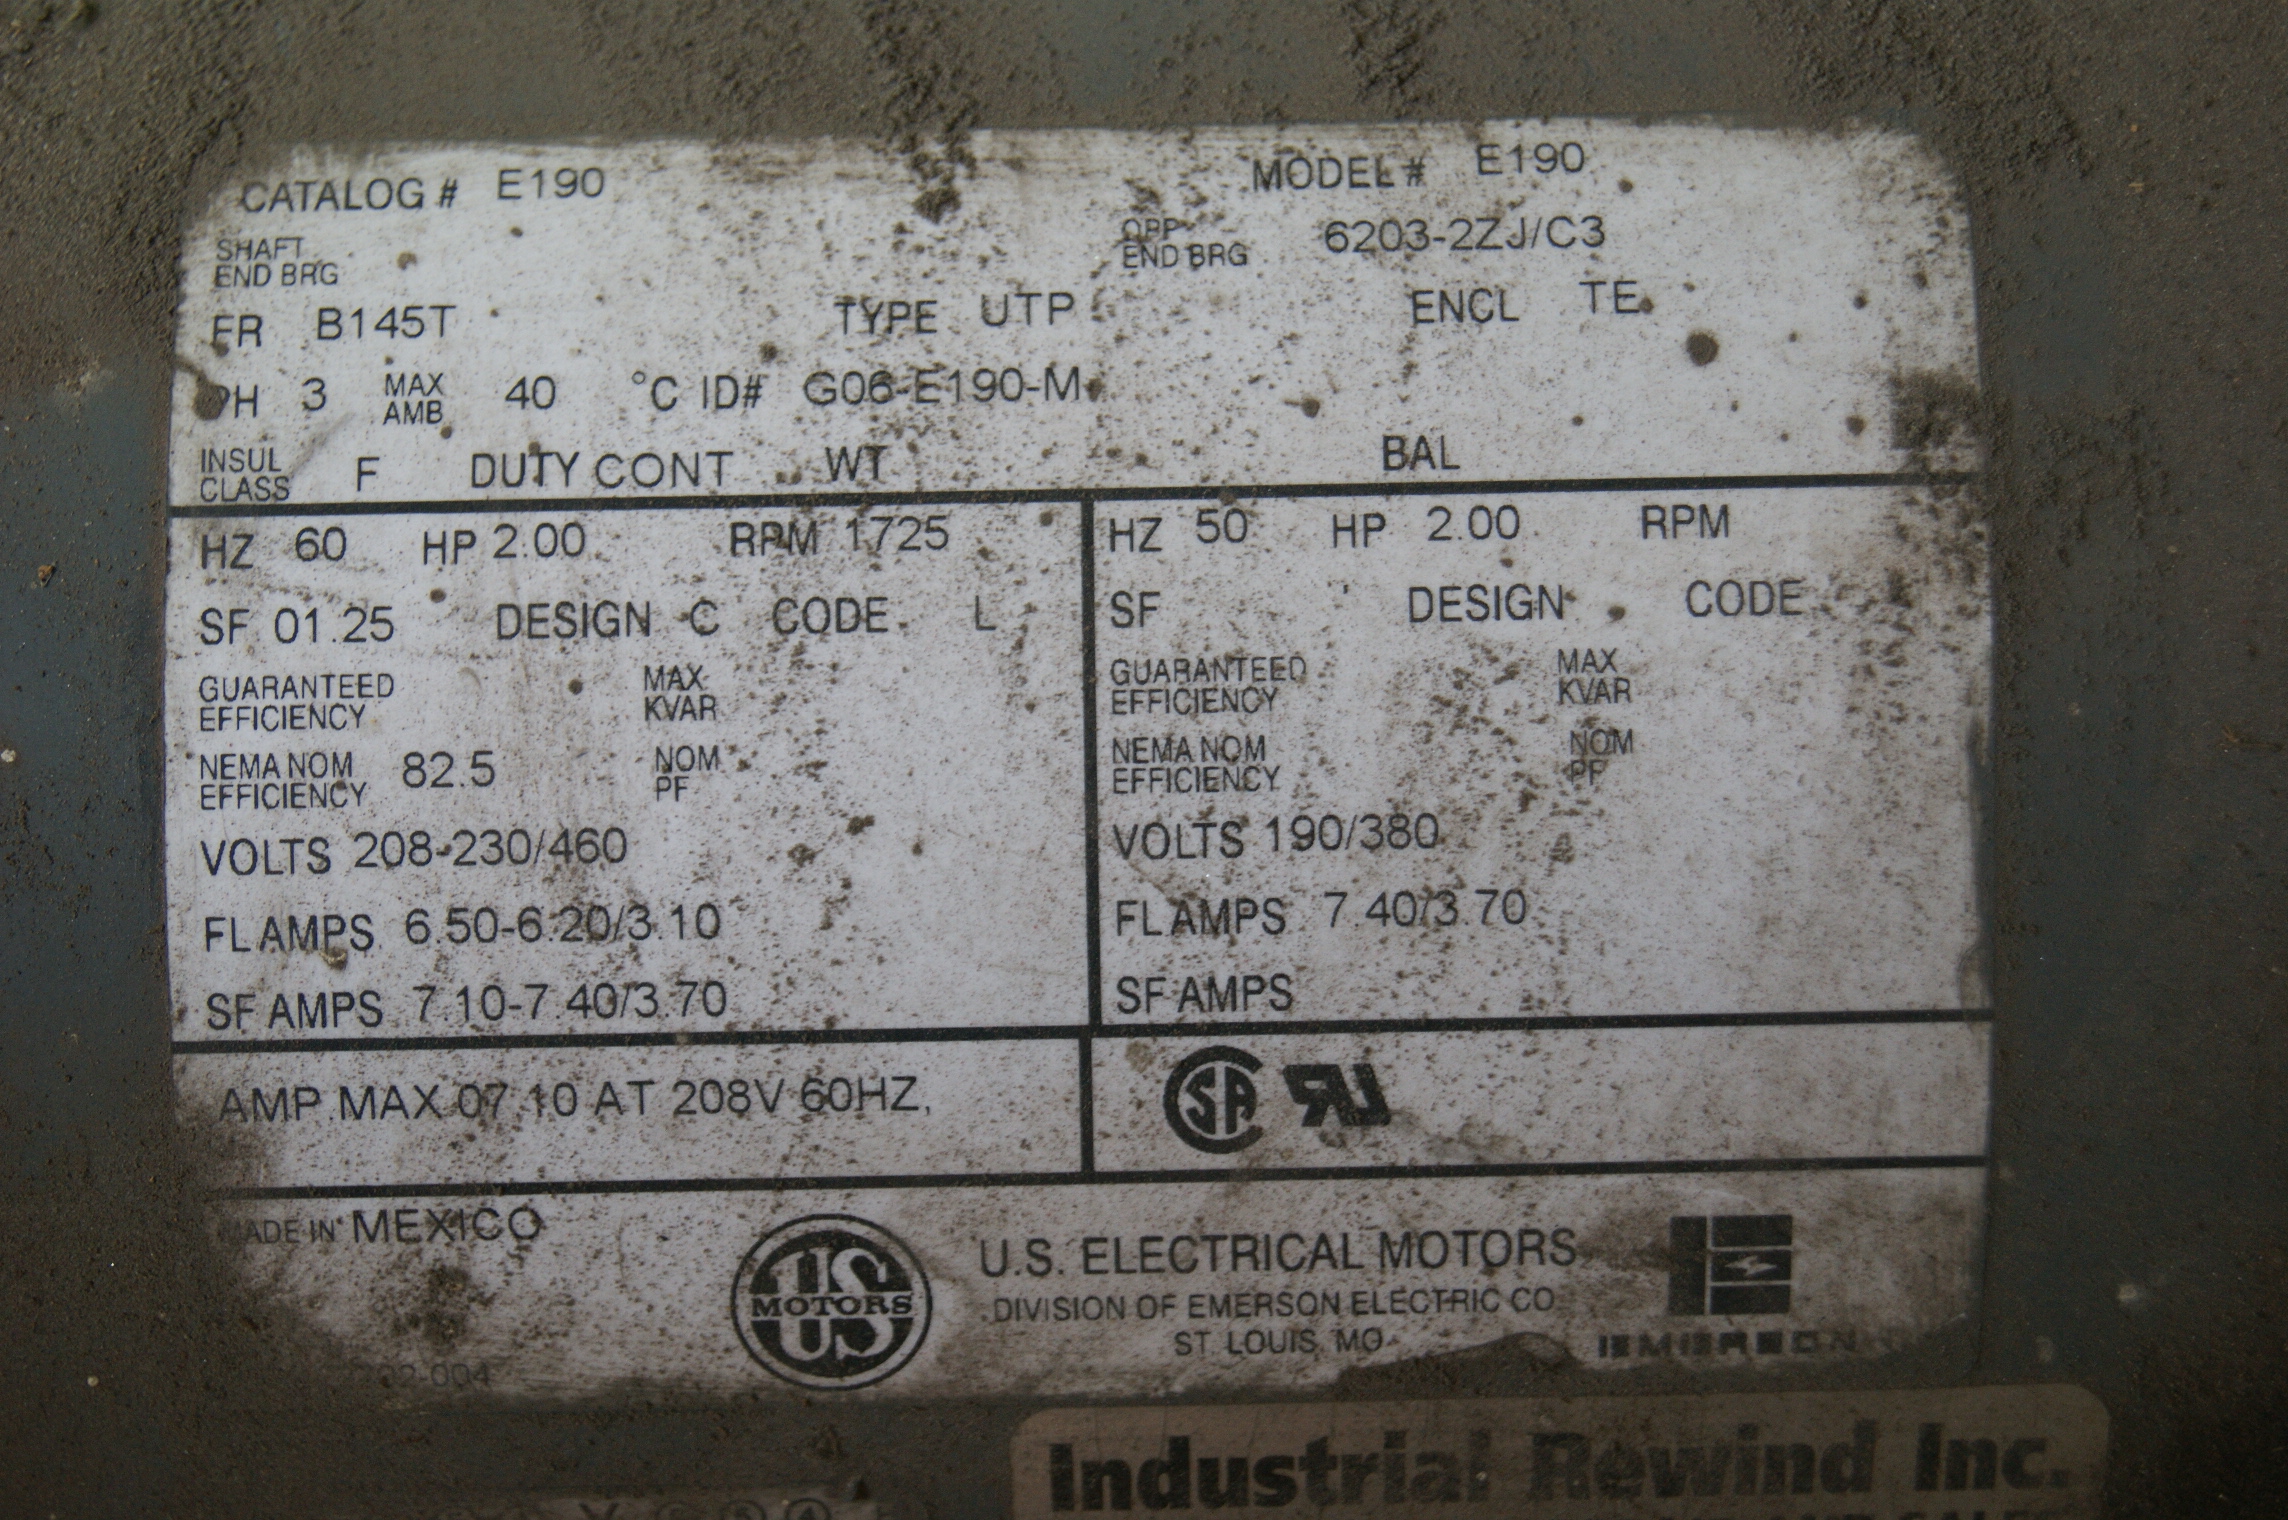 CATALOG # E190 MODEL # E190
SHAFT END BRG OPP END BRG 6203-2ZJ/C3
FR B145T TYPE UTP ENCL TE
PH 3 MAX AMB 40 °C ID# G06-E190-M
INSUL CLASS F DUTY CONT WT BAL
HZ 60 HP 2.00 RPM 1725
SF 01.25 DESIGN C CODE L
GUARANTEED EFFICIENCY MAX KVAR
NEMA NOM EFFICIENCY 82.5 NOM PF
VOLTS 208-230/460
FL AMPS 6.50-6.20/3.10
SF AMPS 7.10-7.40/3.70
HZ 50 HP 2.00 RPM
SF DESIGN CODE
GUARANTEED EFFICIENCY MAX KVAR
NEMA NOM EFFICIENCY NOM PF
VOLTS 190/380
FL AMPS 7.40/3.70
SF AMPS
AMP MAX 07.10 AT 208V 60HZ,
SA RU
MADE IN MEXICO
US MOTORS
U.S. ELECTRICAL MOTORS
DIVISION OF EMERSON ELECTRIC CO
ST LOUIS, MO
EMERSON
Industrial Rewind Inc.